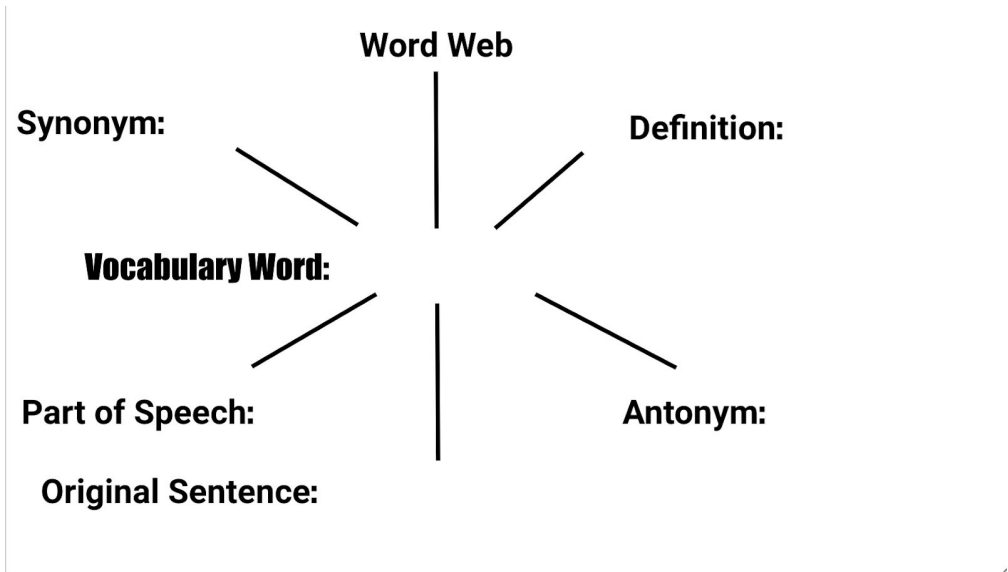 Word Web
Synonym:
Definition:
Vocabulary Word:
Part of Speech:
Antonym:
Original Sentence: